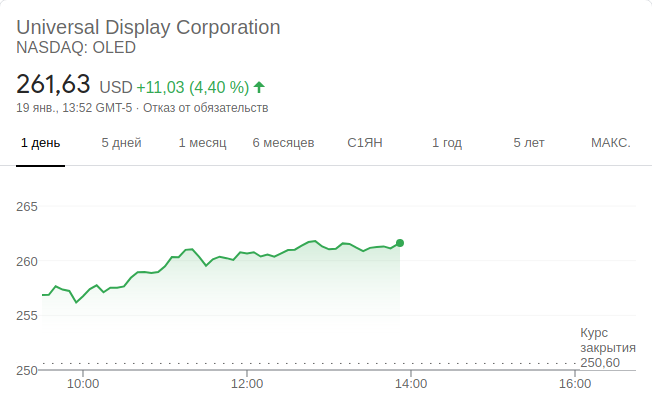 Universal Display Corporation
NASDAQ: OLED
261,63 USD +11,03 (4,40 %)
19 янв., 13:52 GMT-5 · Отказ от обязательств
1 день 5 дней 1 месяц 6 месяцев С1ЯН 1 год 5 лет МАКС.
265
260
255
Курс
закрытия
250,60
250
10:00 12:00 14:00 16:00